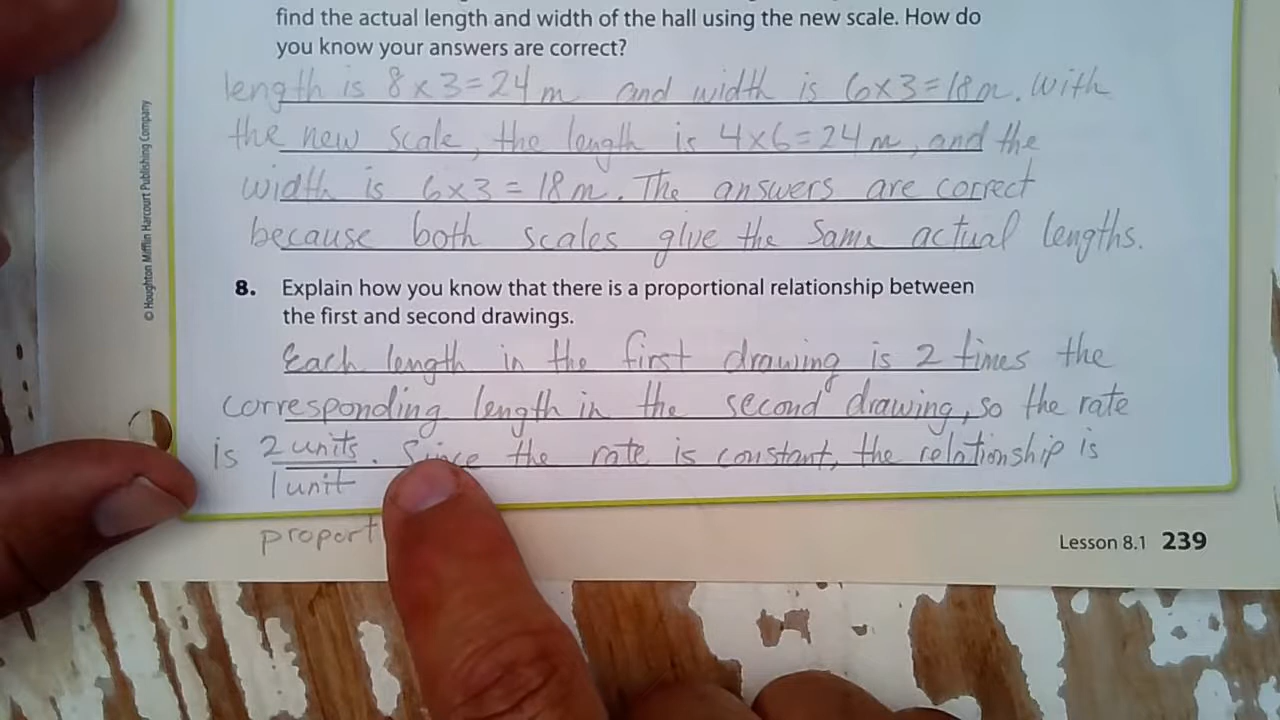 find the actual length and width of the hall using the new scale. How do
you know your answers are correct?
length is 8 x 3 = 24 m and width is 6 x 3 = 18 m. With
the new scale, the length is 4 x 6 = 24 m, and the
width is 6 x 3 = 18 m. The answers are correct
because both scales give the same actual lengths.
© Houghton Mifflin Harcourt Publishing Company
8. Explain how you know that there is a proportional relationship between
the first and second drawings.
Each length in the first drawing is 2 times the
corresponding length in the second drawing, so the rate
is 2 units / 1 unit. Since the rate is constant, the relationship is
proport
Lesson 8.1 239